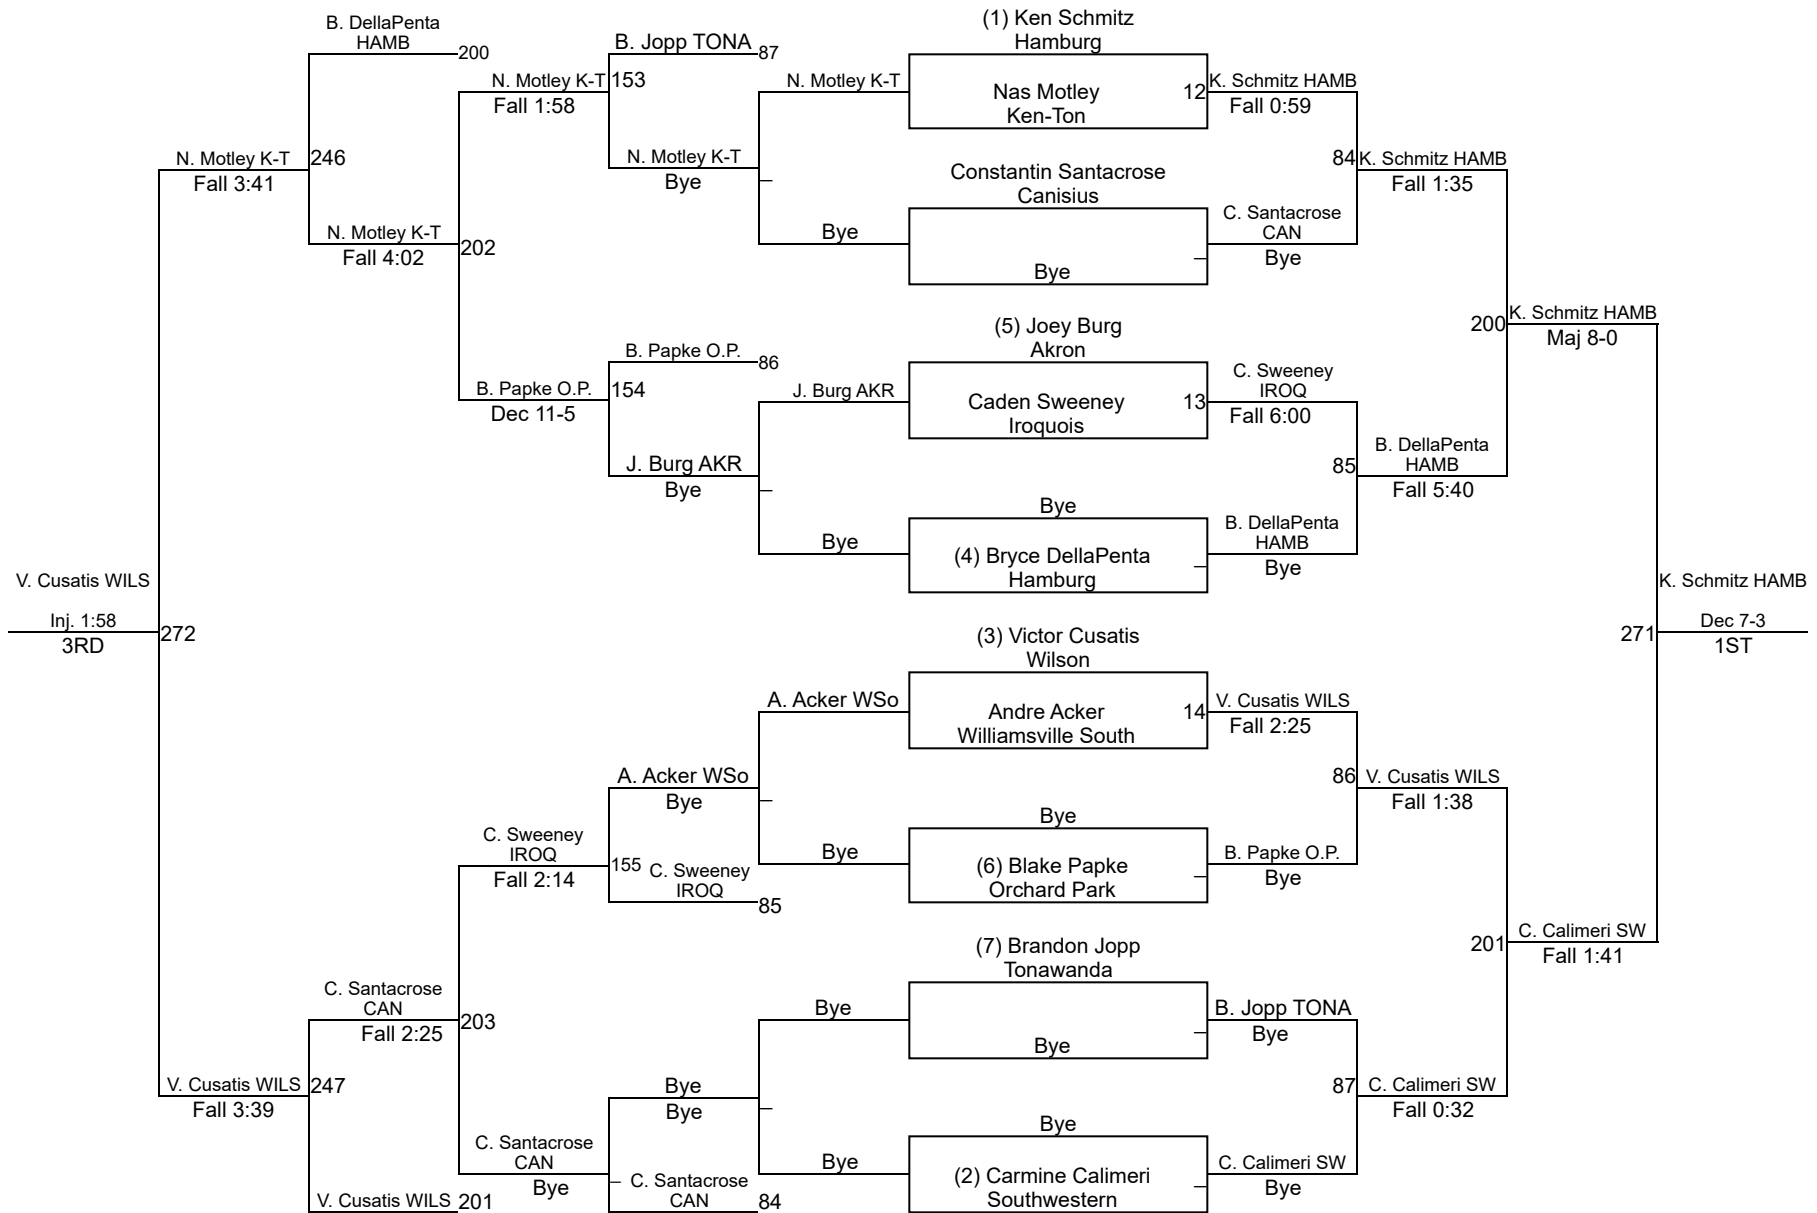 B. DellaPenta
HAMB
200
B. Jopp TONA
87
(1) Ken Schmitz
Hamburg
N. Motley K-T
153
Fall 1:58
N. Motley K-T
Nas Motley
Ken-Ton
12
K. Schmitz HAMB
Fall 0:59
N. Motley K-T
Fall 3:41
246
N. Motley K-T
Bye
Constantin Santacrose
Canisius
84
K. Schmitz HAMB
Fall 1:35
N. Motley K-T
Fall 4:02
202
Bye
Bye
C. Santacrose
CAN
Bye
(5) Joey Burg
Akron
200
K. Schmitz HAMB
Maj 8-0
B. Papke O.P.
86
B. Papke O.P.
Dec 11-5
154
J. Burg AKR
Caden Sweeney
Iroquois
13
C. Sweeney
IROQ
Fall 6:00
J. Burg AKR
Bye
85
B. DellaPenta
HAMB
Fall 5:40
Bye
Bye
(4) Bryce DellaPenta
Hamburg
B. DellaPenta
HAMB
Bye
V. Cusatis WILS
Inj. 1:58
3RD
272
K. Schmitz HAMB
271
Dec 7-3
1ST
(3) Victor Cusatis
Wilson
A. Acker WSo
Andre Acker
Williamsville South
14
V. Cusatis WILS
Fall 2:25
A. Acker WSo
Bye
86
V. Cusatis WILS
Fall 1:38
C. Sweeney
IROQ
Fall 2:14
155
C. Sweeney
IROQ
85
Bye
Bye
(6) Blake Papke
Orchard Park
B. Papke O.P.
Bye
(7) Brandon Jopp
Tonawanda
201
C. Calimeri SW
Fall 1:41
C. Santacrose
CAN
Fall 2:25
203
Bye
Bye
B. Jopp TONA
Bye
V. Cusatis WILS
Fall 3:39
247
Bye
Bye
87
C. Calimeri SW
Fall 0:32
C. Santacrose
CAN
Bye
Bye
Bye
(2) Carmine Calimeri
Southwestern
C. Calimeri SW
Bye
V. Cusatis WILS
201
C. Santacrose
CAN
84